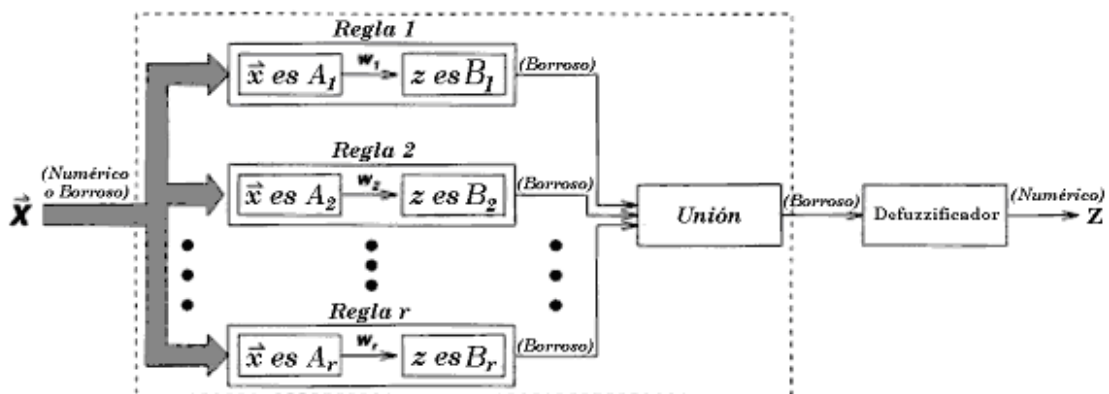 Regla 1
x⃗ es A₁
w₁
z es B₁
(Borroso)
Regla 2
(Numérico
o Borroso)
X⃗
x⃗ es A₂
w₂
z es B₂
(Borroso)
Unión
(Borroso)
Defuzzificador
(Numérico)
Z
Regla r
x⃗ es Aᵣ
wᵣ
z es Bᵣ
(Borroso)